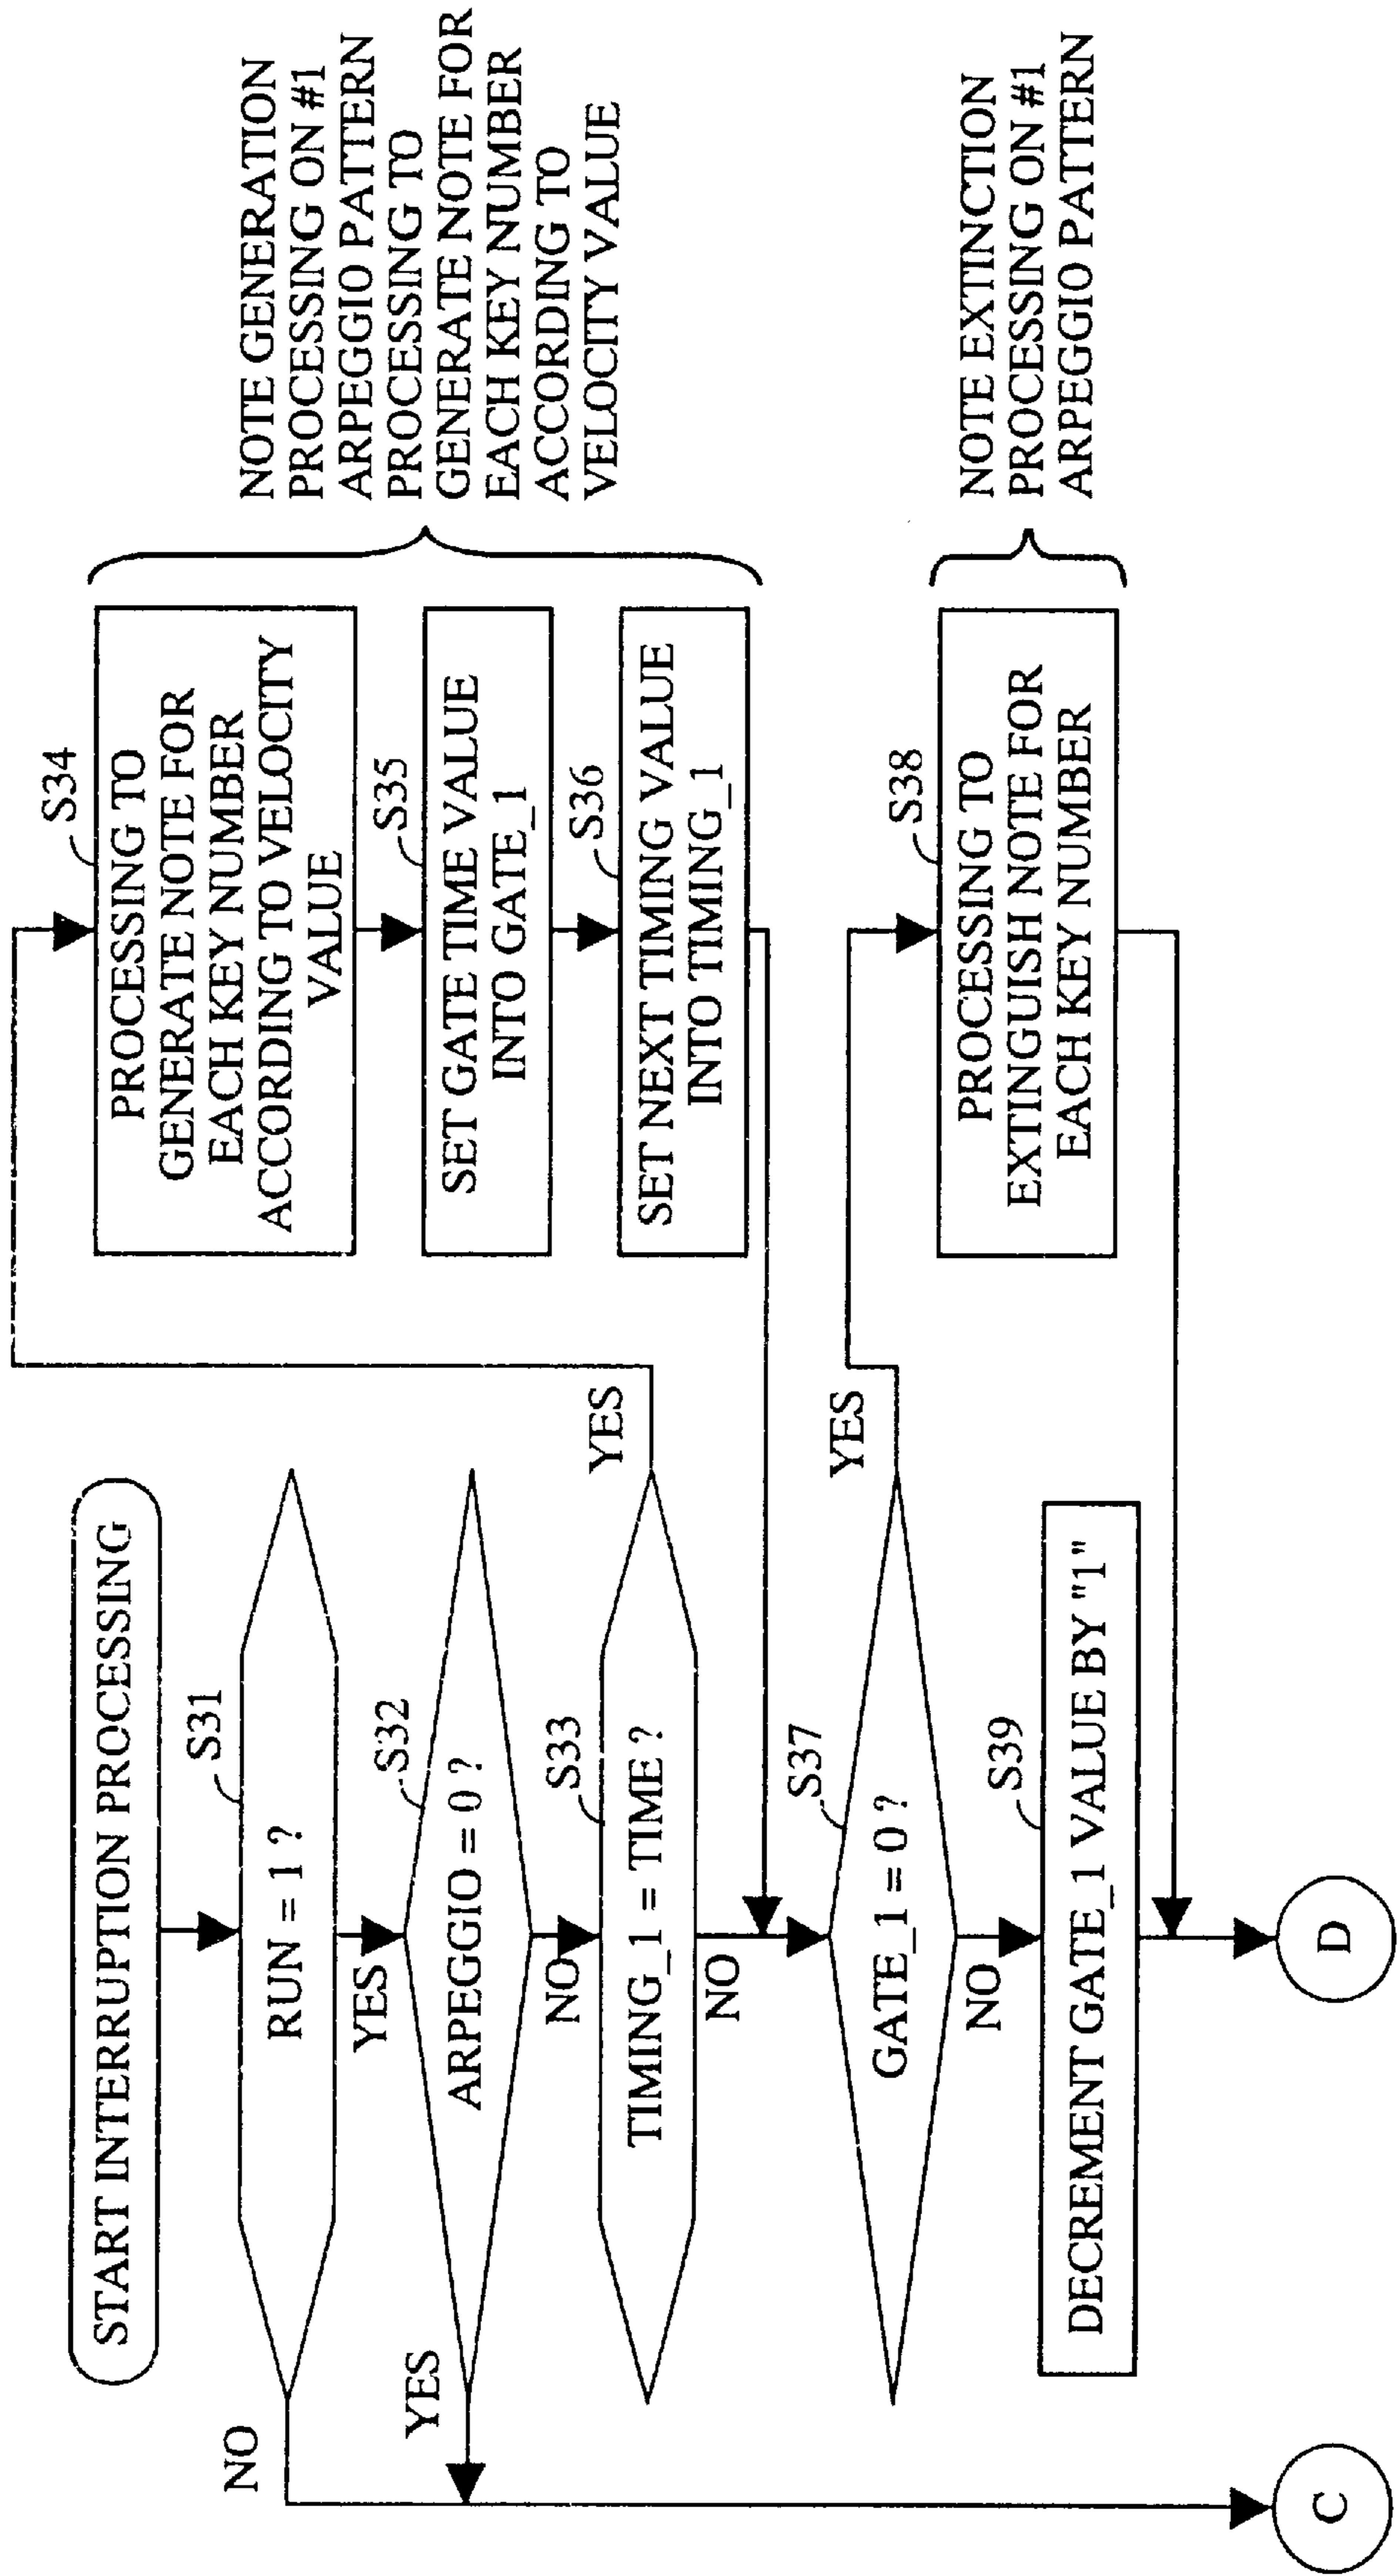 START INTERRUPTION PROCESSING
S31
RUN = 1 ?
NO
YES
S32
ARPEGGIO = 0 ?
YES
NO
S33
TIMING_1 = TIME ?
YES
NO
S34
PROCESSING TO
GENERATE NOTE FOR
EACH KEY NUMBER
ACCORDING TO VELOCITY
VALUE
S35
SET GATE TIME VALUE
INTO GATE_1
S36
SET NEXT TIMING VALUE
INTO TIMING_1
NOTE GENERATION
PROCESSING ON #1
ARPEGGIO PATTERN
PROCESSING TO
GENERATE NOTE FOR
EACH KEY NUMBER
ACCORDING TO
VELOCITY VALUE
S37
GATE_1 = 0 ?
YES
NO
S38
PROCESSING TO
EXTINGUISH NOTE FOR
EACH KEY NUMBER
NOTE EXTINCTION
PROCESSING ON #1
ARPEGGIO PATTERN
S39
DECREMENT GATE_1 VALUE BY "1"
C
D